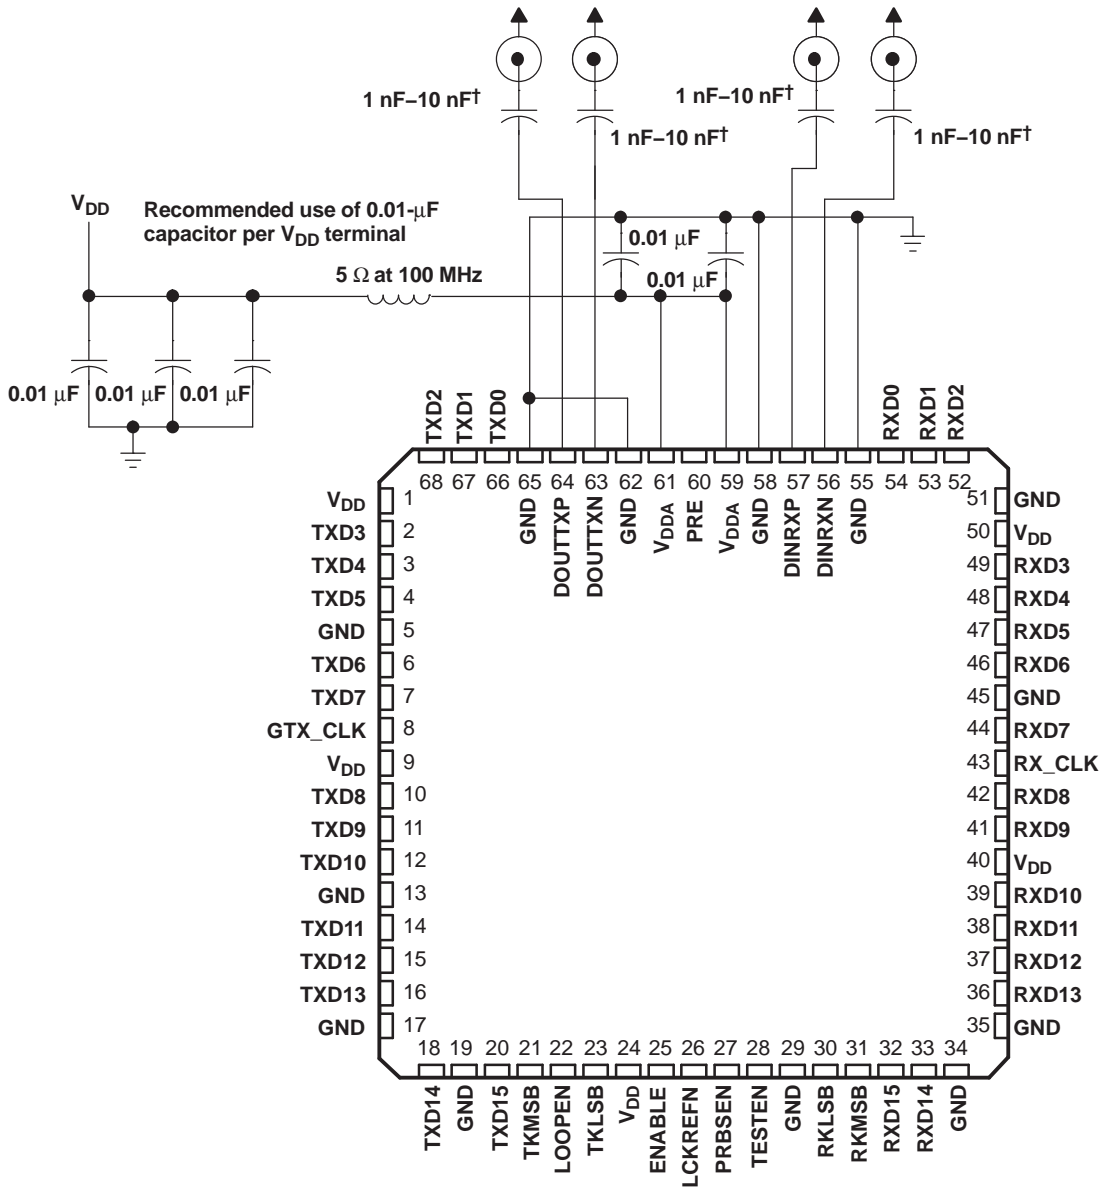 1 nF–10 nF†
1 nF–10 nF†
1 nF–10 nF†
1 nF–10 nF†
VDD
Recommended use of 0.01-μF
capacitor per VDD terminal
5 Ω at 100 MHz
0.01 μF
0.01 μF
0.01 μF
0.01 μF
0.01 μF
TXD2
TXD1
TXD0
RXD0
RXD1
RXD2
68
67
66
65
64
63
62
61
60
59
58
57
56
55
54
53
52
GND
DOUTTXP
DOUTTXN
GND
VDDA
PRE
VDDA
GND
DINRXP
DINRXN
GND
VDD 1
TXD3 2
TXD4 3
TXD5 4
GND 5
TXD6 6
TXD7 7
GTX_CLK 8
VDD 9
TXD8 10
TXD9 11
TXD10 12
GND 13
TXD11 14
TXD12 15
TXD13 16
GND 17
51 GND
50 VDD
49 RXD3
48 RXD4
47 RXD5
46 RXD6
45 GND
44 RXD7
43 RX_CLK
42 RXD8
41 RXD9
40 VDD
39 RXD10
38 RXD11
37 RXD12
36 RXD13
35 GND
18
19
20
21
22
23
24
25
26
27
28
29
30
31
32
33
34
TXD14
GND
TXD15
TKMSB
LOOPEN
TKLSB
VDD
ENABLE
LCKREFN
PRBSEN
TESTEN
GND
RKLSB
RKMSB
RXD15
RXD14
GND